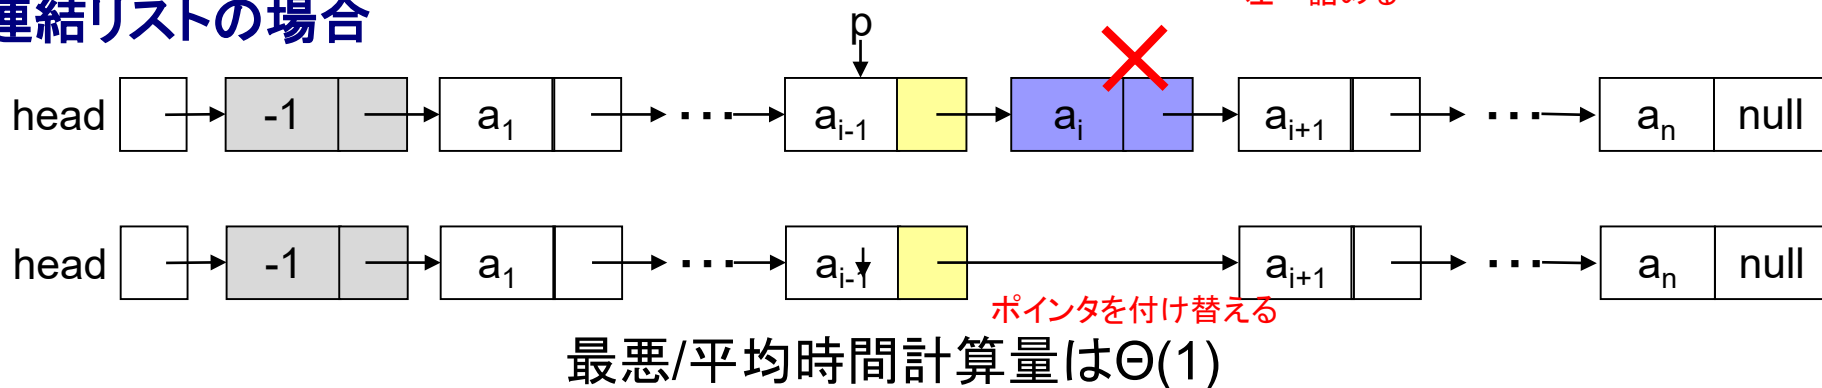 連結リストの場合
p
head -1 a1 ... ai-1 ai ai+1 ... an null
head -1 a1 ... ai-1 ai+1 ... an null
ポインタを付け替える
最悪/平均時間計算量はΘ(1)